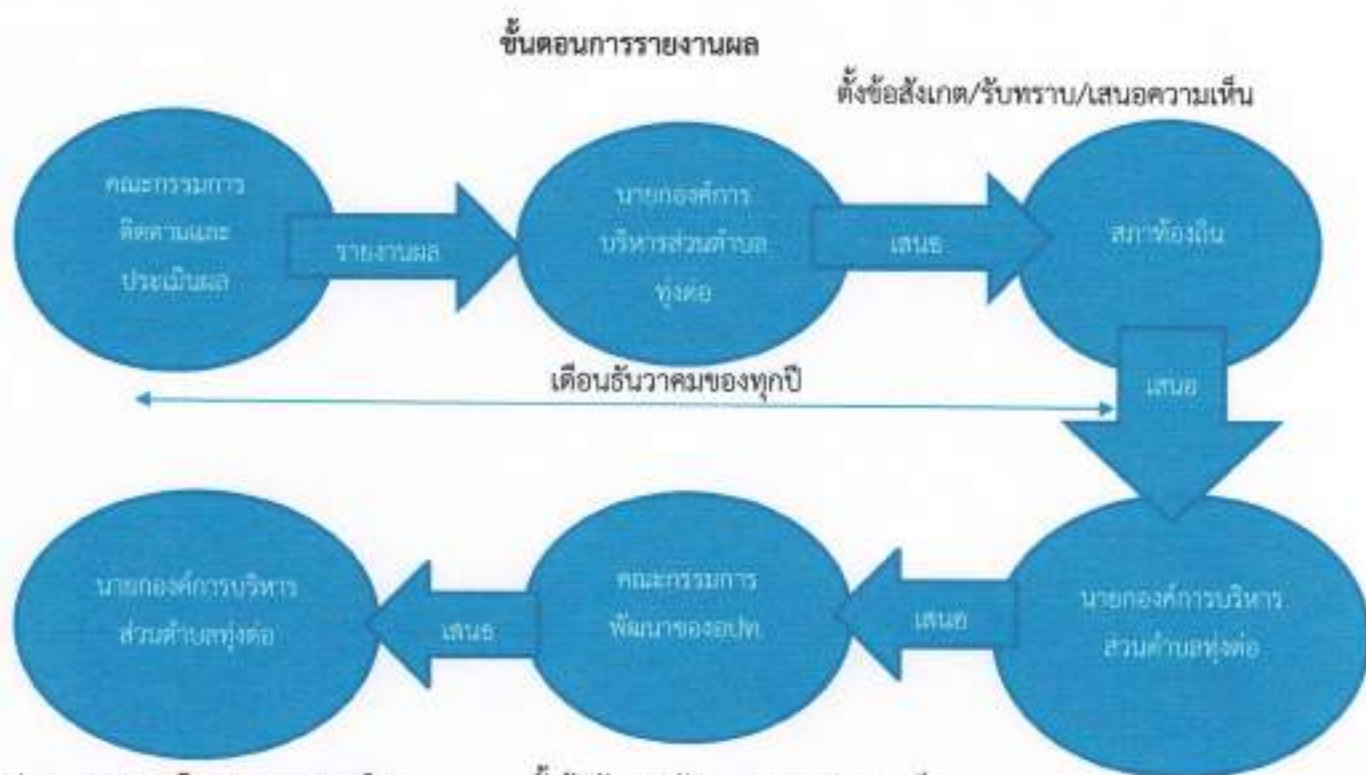 ขั้นตอนการรายงานผล
ตั้งข้อสังเกต/รับทราบ/เสนอความเห็น
คณะกรรมการ
ติดตามและ
ประเมินผล
รายงานผล
นายกองค์การ
บริหารส่วนตำบล
ทุ่งต่อ
เสนอ
สภาท้องถิ่น
เดือนธันวาคมของทุกปี
เสนอ
นายกองค์การบริหาร
ส่วนตำบลทุ่งต่อ
เสนอ
คณะกรรมการ
พัฒนาของอปท.
เสนอ
นายกองค์การบริหาร
ส่วนตำบลทุ่งต่อ